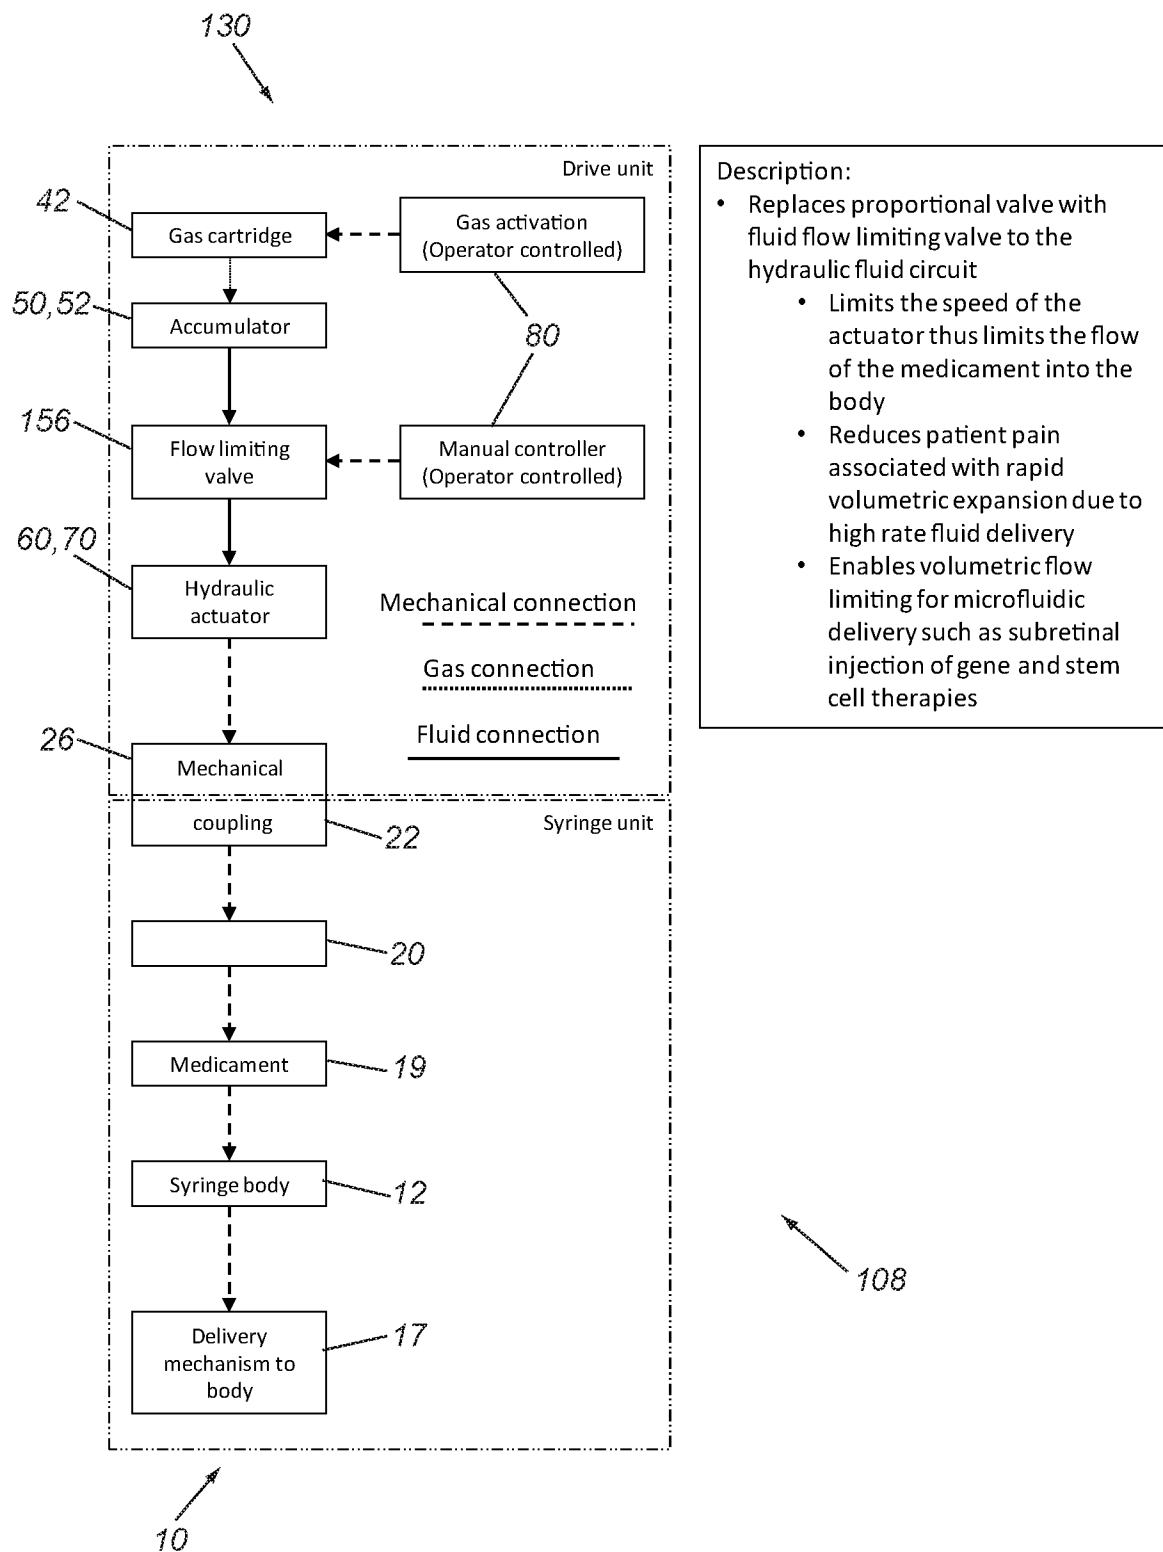 130
Drive unit
42
Gas cartridge
Gas activation
(Operator controlled)
50,52
Accumulator
80
156
Flow limiting
valve
Manual controller
(Operator controlled)
60,70
Hydraulic
actuator
Mechanical connection
Gas connection
Fluid connection
26
Mechanical
coupling
Syringe unit
22
20
Medicament
19
Syringe body
12
Delivery
mechanism to
body
17
10
108
Description:
• Replaces proportional valve with
fluid flow limiting valve to the
hydraulic fluid circuit
• Limits the speed of the
actuator thus limits the flow
of the medicament into the
body
• Reduces patient pain
associated with rapid
volumetric expansion due to
high rate fluid delivery
• Enables volumetric flow
limiting for microfluidic
delivery such as subretinal
injection of gene and stem
cell therapies